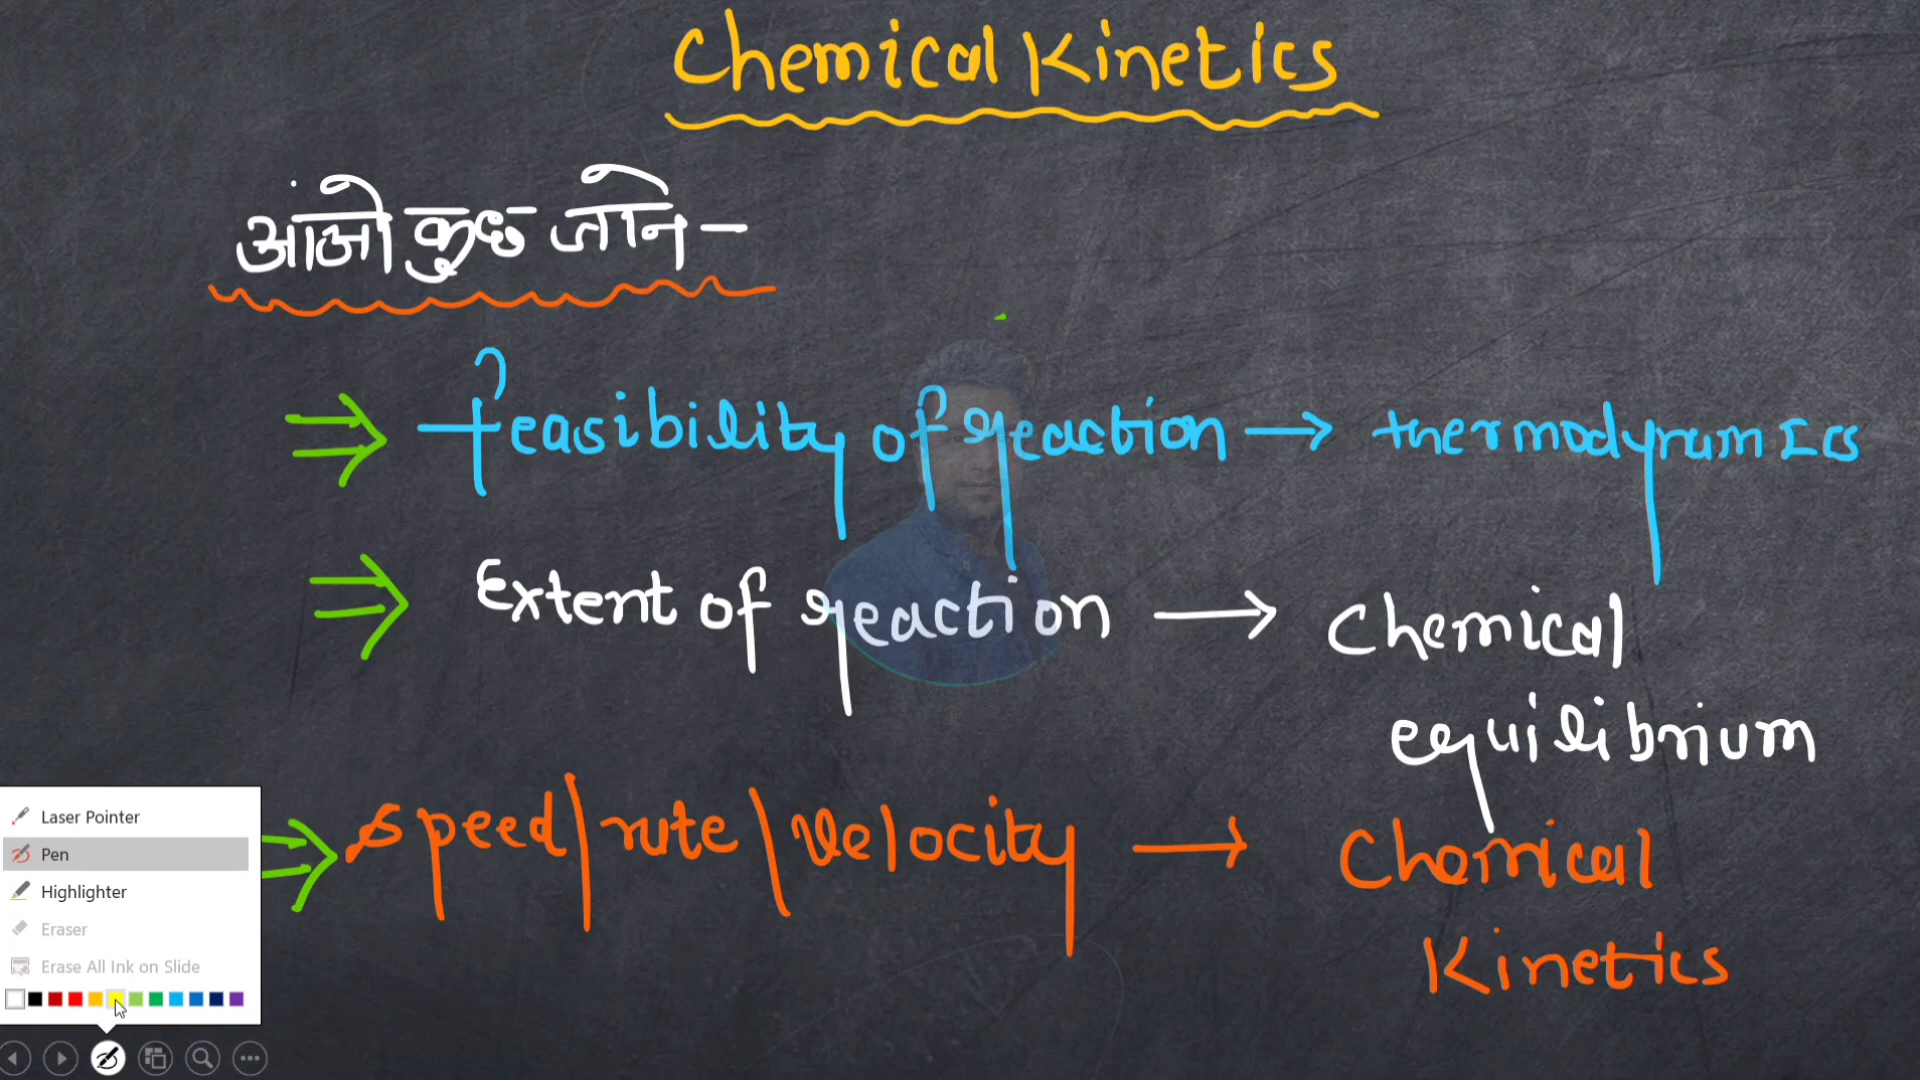 Chemical Kinetics
आओ कुछ जाने -
feasibility of reaction → thermodynamics
Extent of reaction → Chemical
equilibrium
speed/rate/velocity → Chemical
Kinetics
Laser Pointer
Pen
Highlighter
Eraser
Erase All Ink on Slide